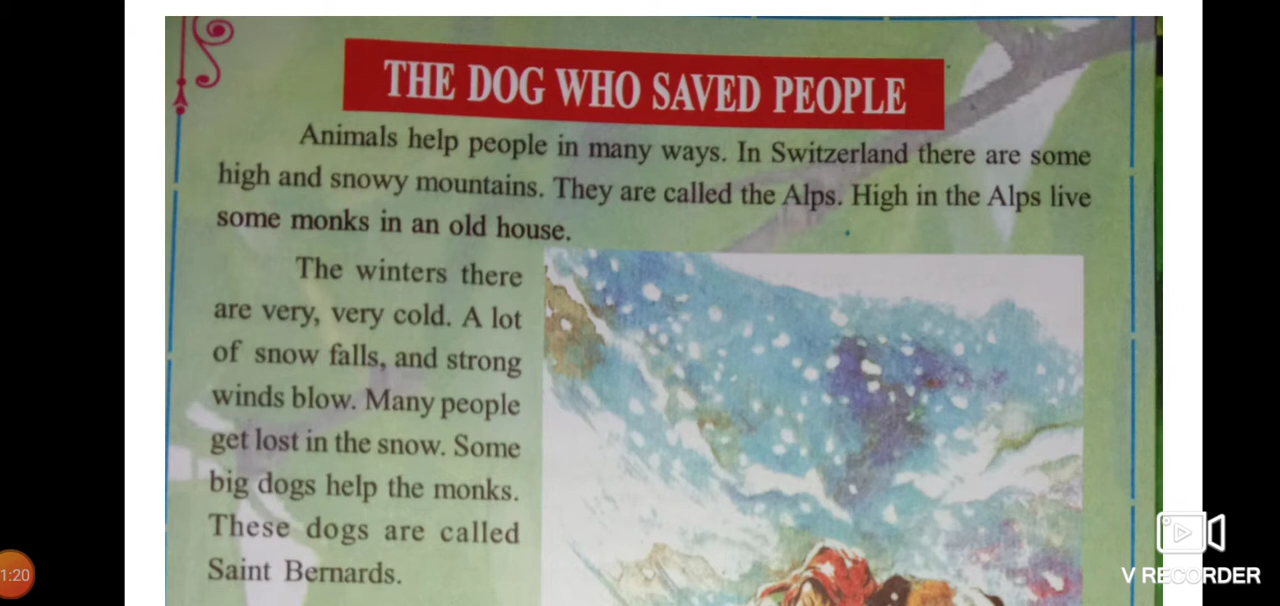 THE DOG WHO SAVED PEOPLE
Animals help people in many ways. In Switzerland there are some
high and snowy mountains. They are called the Alps. High in the Alps live
some monks in an old house.
The winters there
are very, very cold. A lot
of snow falls, and strong
winds blow. Many people
get lost in the snow. Some
big dogs help the monks.
These dogs are called
Saint Bernards.
1:20
V RECORDER